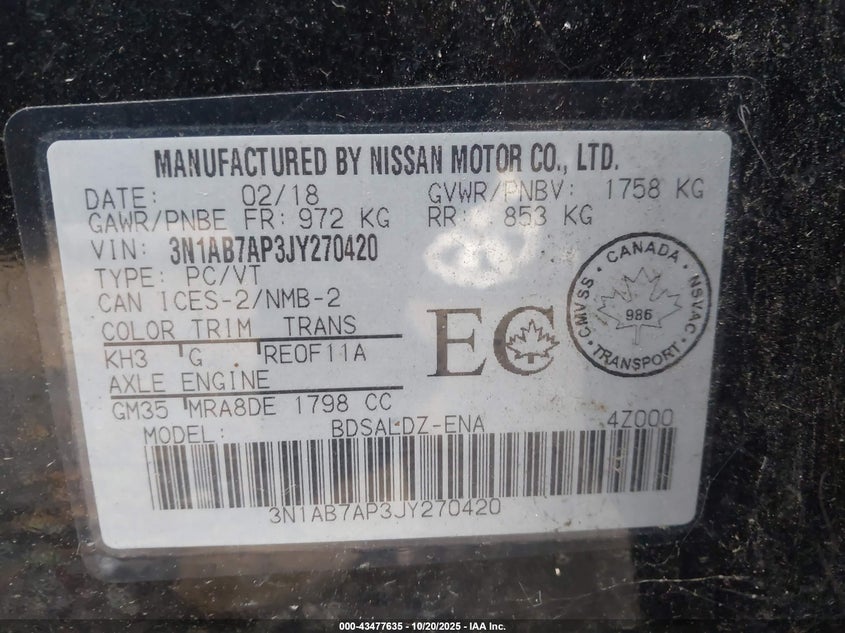 MANUFACTURED BY NISSAN MOTOR CO., LTD.
DATE: 02/18 GVWR/PNBV: 1758 KG
GAWR/PNBE FR: 972 KG RR: 853 KG
VIN: 3N1AB7AP3JY270420
TYPE: PC/VT
CAN ICES-2/NMB-2
COLOR TRIM TRANS
KH3 G RE0F11A
AXLE ENGINE
GM35 MRA8DE 1798 CC
EC
CANADA
CMVSS · NSVAC
986
TRANSPORT
MODEL: BDSALDZ-ENA 4Z000
3N1AB7AP3JY270420
000-43477635 - 10/20/2025 - IAA Inc.